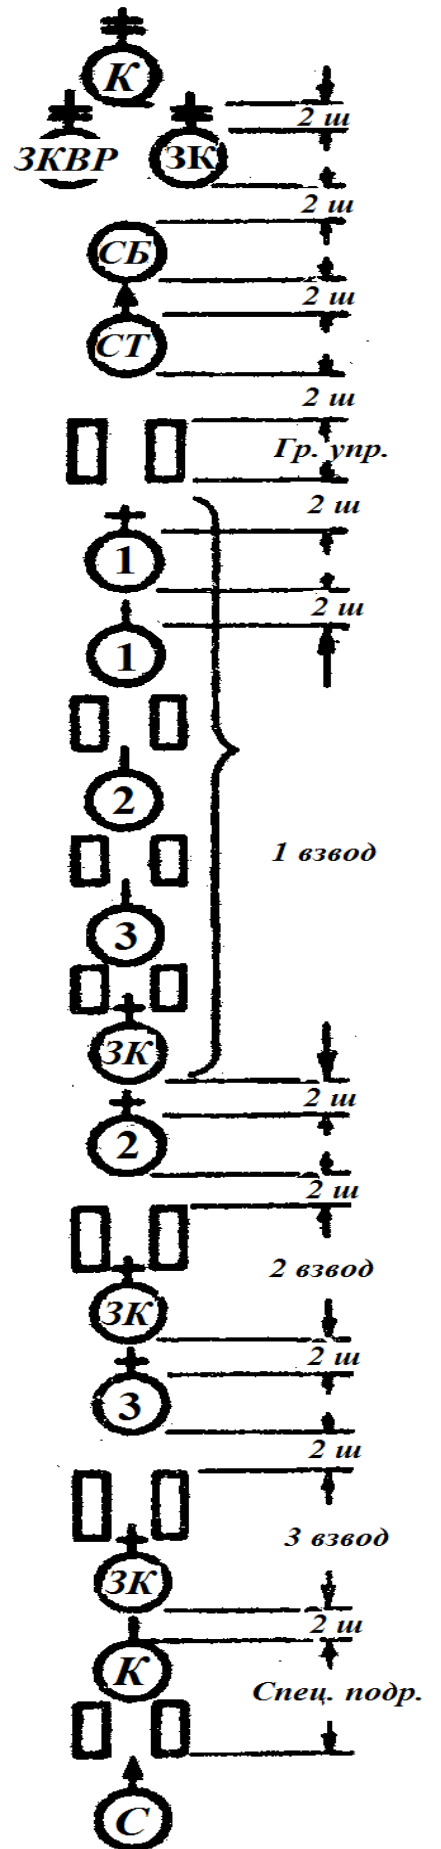 К
2 ш
ЗКВР ЗК
2 ш
СБ
2 ш
СТ
2 ш
Гр. упр.
2 ш
1
2 ш
1
2
1 взвод
3
ЗК
2 ш
2
2 ш
2 взвод
ЗК
2 ш
3
2 ш
3 взвод
ЗК
2 ш
К
Спец. подр.
С